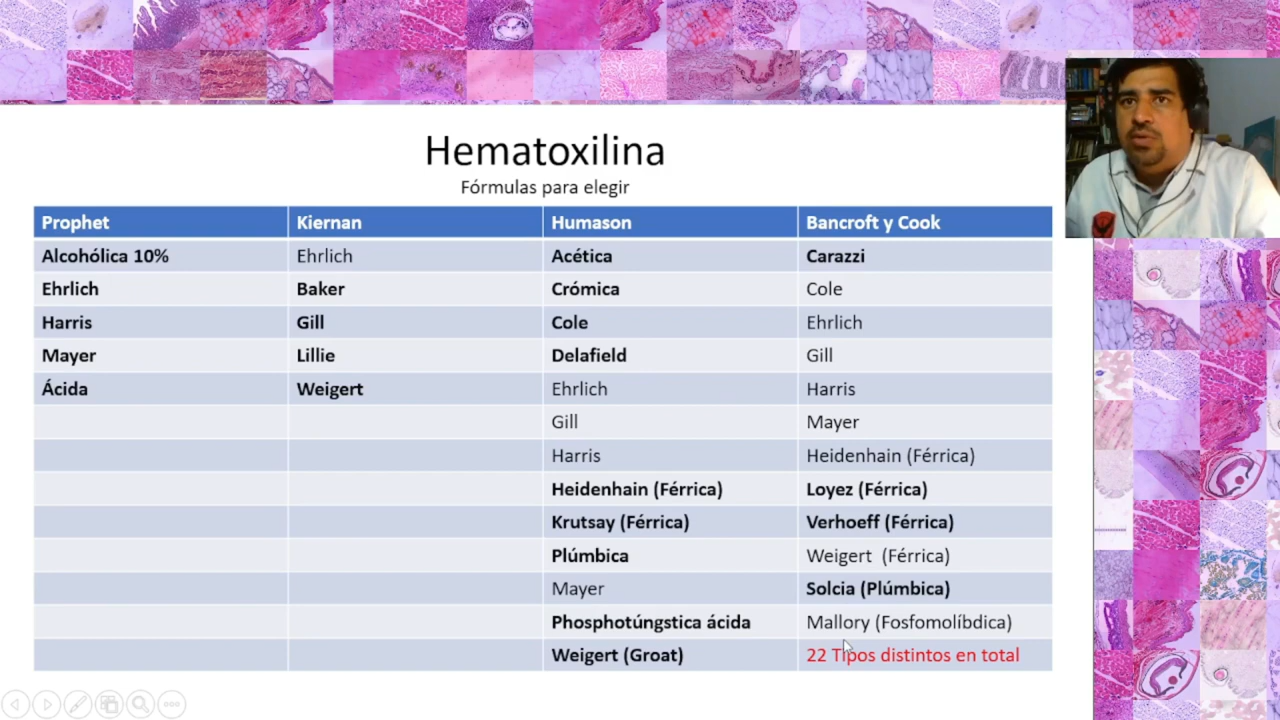 Hematoxilina
Fórmulas para elegir
Prophet Kiernan Humason Bancroft y Cook
Alcohólica 10% Ehrlich Acética Carazzi
Ehrlich Baker Crómica Cole
Harris Gill Cole Ehrlich
Mayer Lillie Delafield Gill
Ácida Weigert Ehrlich Harris
Gill Mayer
Harris Heidenhain (Férrica)
Heidenhain (Férrica) Loyez (Férrica)
Krutsay (Férrica) Verhoeff (Férrica)
Plúmbica Weigert (Férrica)
Mayer Solcia (Plúmbica)
Phosphotúngstica ácida Mallory (Fosfomolíbdica)
Weigert (Groat) 22 Tipos distintos en total